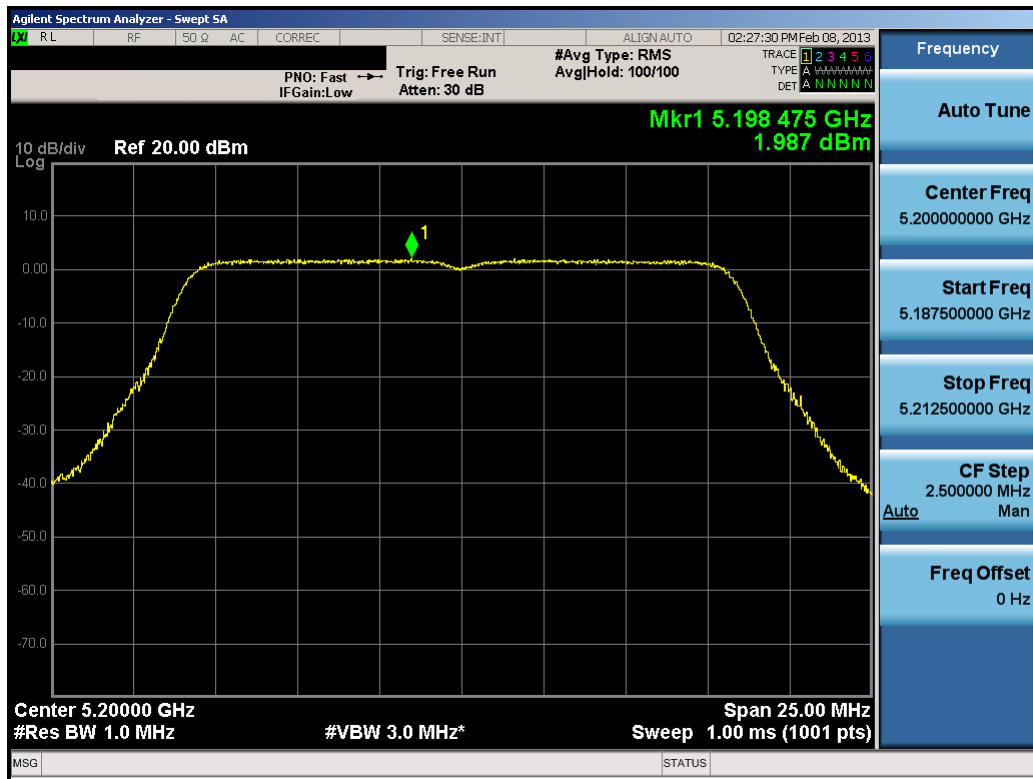 Agilent Spectrum Analyzer - Swept SA
LXI RL RF 50 Ω AC CORREC SENSE:INT ALIGN AUTO 02:27:30 PM Feb 08, 2013
Frequency
PNO: Fast Trig: Free Run #Avg Type: RMS TRACE 1 2 3 4 5 6
IFGain:Low Atten: 30 dB Avg|Hold: 100/100 TYPE A WWWWW
DET A N N N N N
Mkr1 5.198 475 GHz
1.987 dBm
10 dB/div Ref 20.00 dBm
Log
10.0
1
0.00
-10.0
-20.0
-30.0
-40.0
-50.0
-60.0
-70.0
Center 5.20000 GHz Span 25.00 MHz
#Res BW 1.0 MHz #VBW 3.0 MHz* Sweep 1.00 ms (1001 pts)
MSG STATUS
Auto Tune
Center Freq
5.200000000 GHz
Start Freq
5.187500000 GHz
Stop Freq
5.212500000 GHz
CF Step
2.500000 MHz
Auto Man
Freq Offset
0 Hz